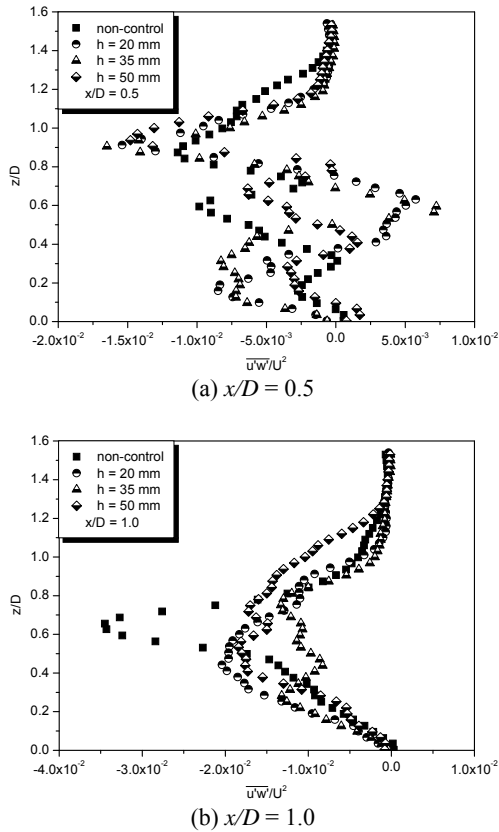 1.6
1.4
1.2
1.0
0.8
0.6
0.4
0.2
0.0
z/D
non-control
h = 20 mm
h = 35 mm
h = 50 mm
x/D = 0.5
-2.0x10⁻² -1.5x10⁻² -1.0x10⁻² -5.0x10⁻³ 0.0 5.0x10⁻³ 1.0x10⁻²
u'w'/U²
(a) x/D = 0.5
1.6
1.4
1.2
1.0
0.8
0.6
0.4
0.2
0.0
z/D
non-control
h = 20 mm
h = 35 mm
h = 50 mm
x/D = 1.0
-4.0x10⁻² -3.0x10⁻² -2.0x10⁻² -1.0x10⁻² 0.0 1.0x10⁻²
u'w'/U²
(b) x/D = 1.0